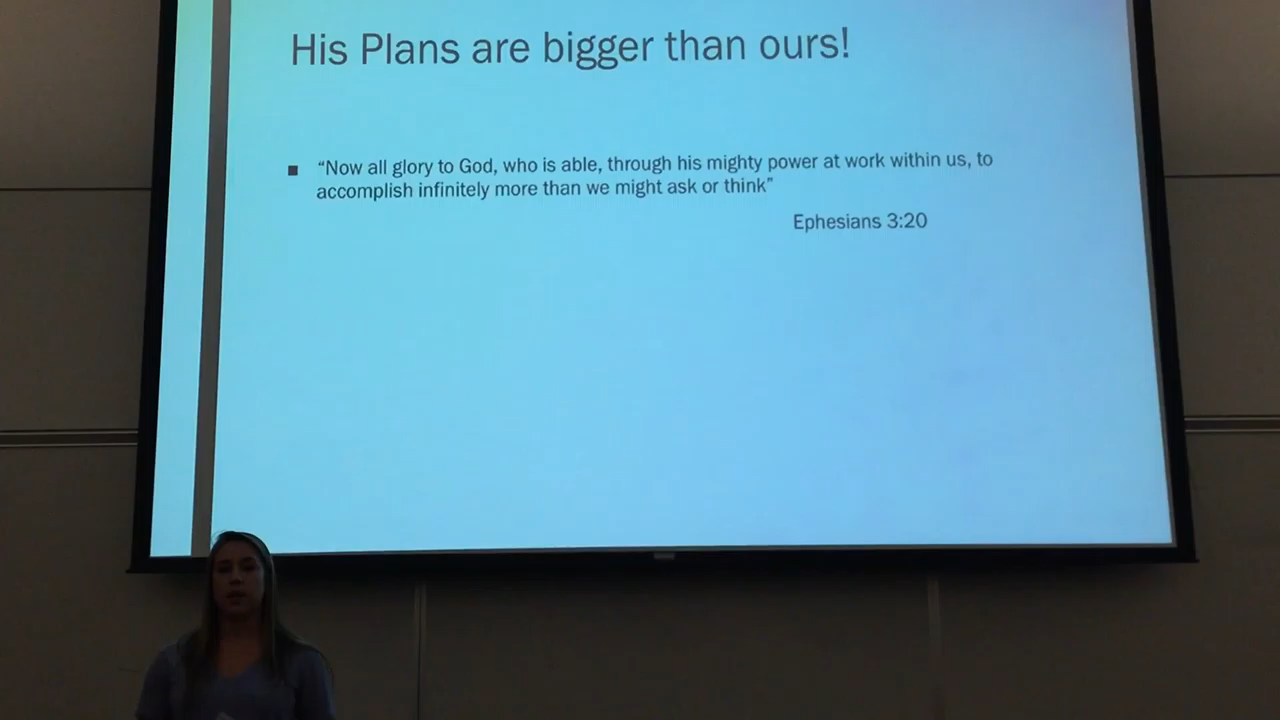 His Plans are bigger than ours!
“Now all glory to God, who is able, through his mighty power at work within us, to
accomplish infinitely more than we might ask or think”
Ephesians 3:20